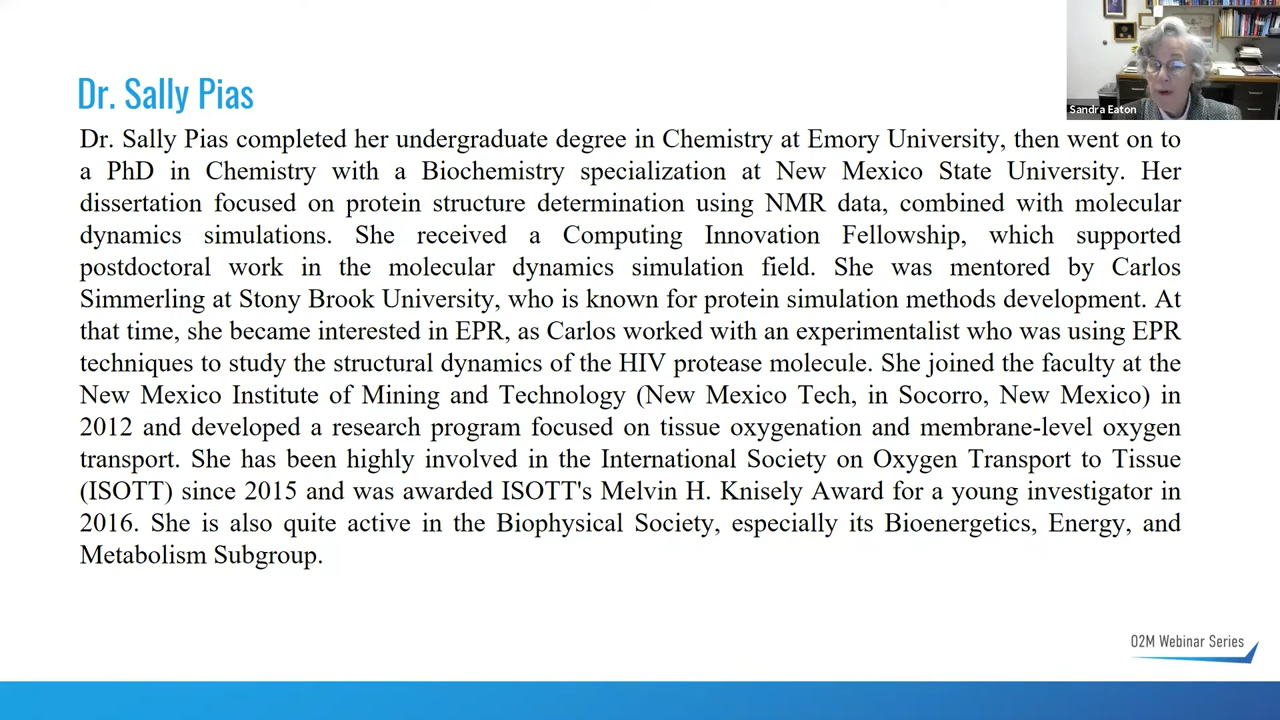 Sandra Eaton
Dr. Sally Pias
Dr. Sally Pias completed her undergraduate degree in Chemistry at Emory University, then went on to
a PhD in Chemistry with a Biochemistry specialization at New Mexico State University. Her
dissertation focused on protein structure determination using NMR data, combined with molecular
dynamics simulations. She received a Computing Innovation Fellowship, which supported
postdoctoral work in the molecular dynamics simulation field. She was mentored by Carlos
Simmerling at Stony Brook University, who is known for protein simulation methods development. At
that time, she became interested in EPR, as Carlos worked with an experimentalist who was using EPR
techniques to study the structural dynamics of the HIV protease molecule. She joined the faculty at the
New Mexico Institute of Mining and Technology (New Mexico Tech, in Socorro, New Mexico) in
2012 and developed a research program focused on tissue oxygenation and membrane-level oxygen
transport. She has been highly involved in the International Society on Oxygen Transport to Tissue
(ISOTT) since 2015 and was awarded ISOTT's Melvin H. Knisely Award for a young investigator in
2016. She is also quite active in the Biophysical Society, especially its Bioenergetics, Energy, and
Metabolism Subgroup.
O2M Webinar Series